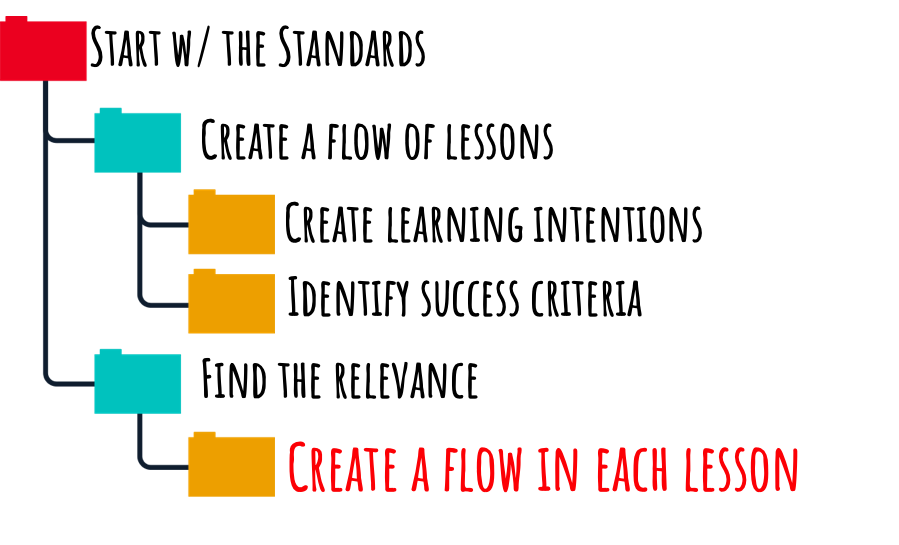 Start w/ the Standards
Create a flow of lessons
Create learning intentions
Identify success criteria
Find the relevance
Create a flow in each lesson